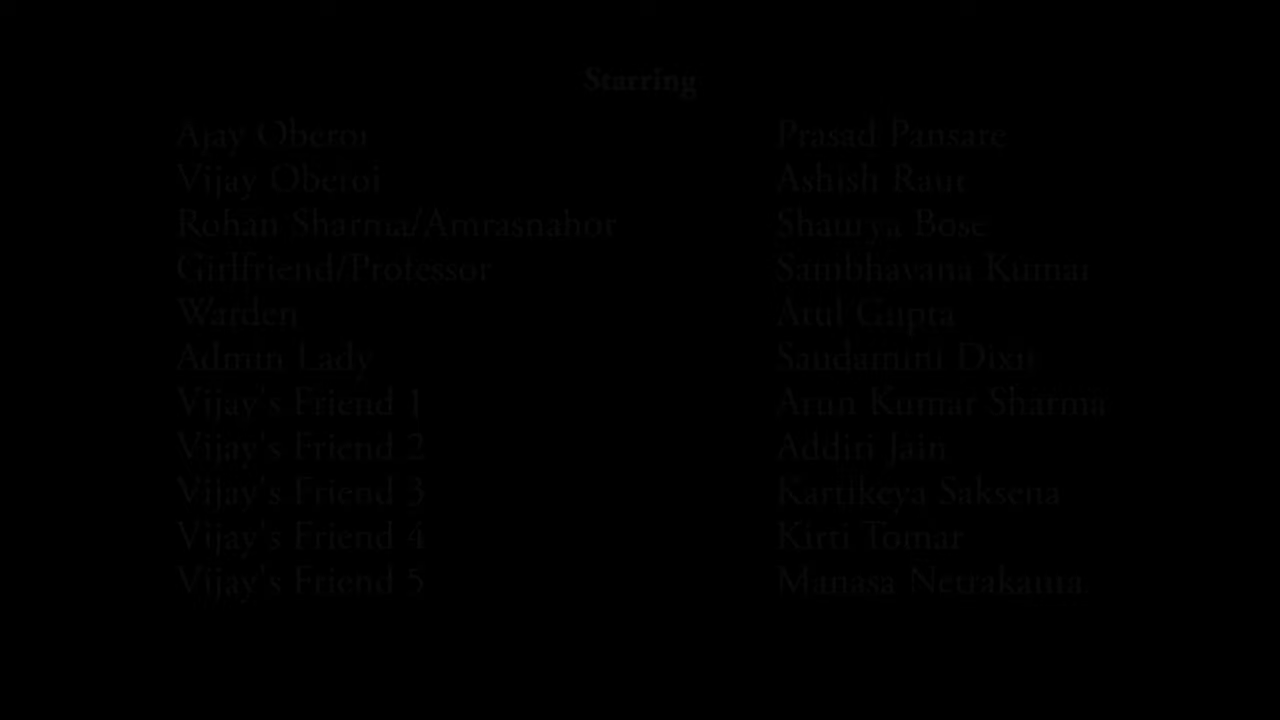 Starring
Ajay Oberoi Prasad Pansare
Vijay Oberoi Ashish Raut
Rohan Sharma/Amrasnahor Shaurya Bose
Girlfriend/Professor Sambhavana Kumar
Warden Atul Gupta
Admin Lady Saudamini Dixit
Vijay's Friend 1 Arun Kumar Sharma
Vijay's Friend 2 Additi Jain
Vijay's Friend 3 Kartikeya Saksena
Vijay's Friend 4 Kirti Tomar
Vijay's Friend 5 Manasa Netrakanta